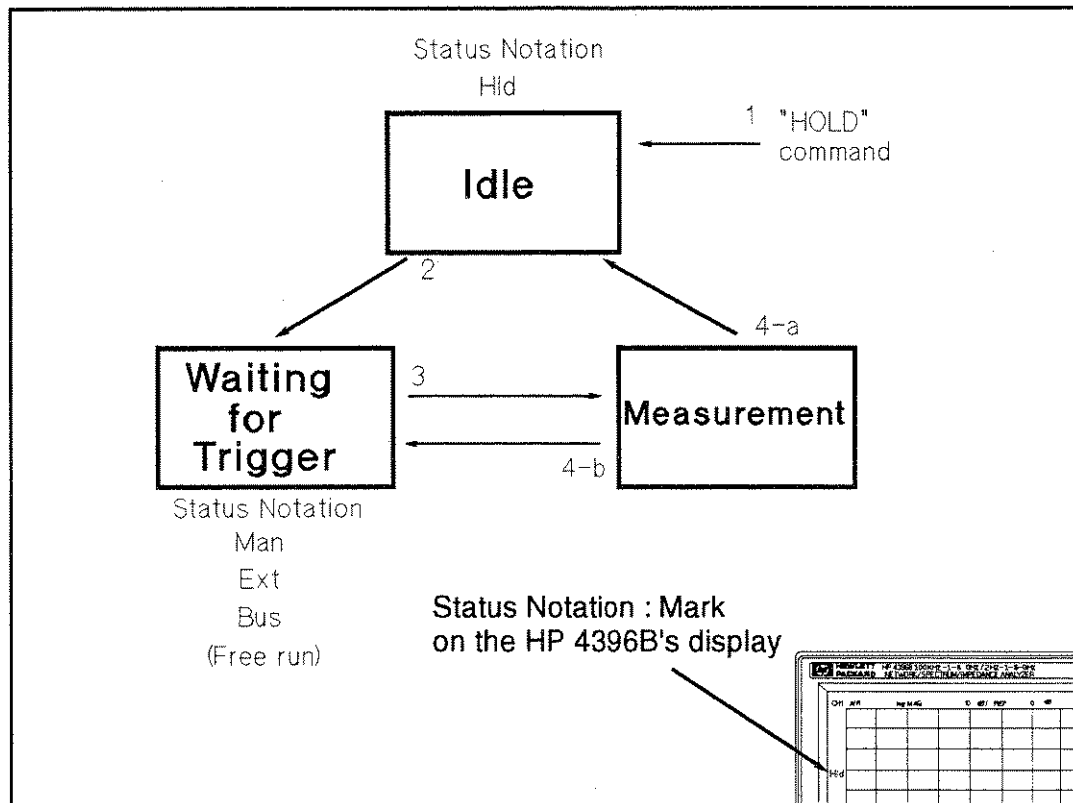 Status Notation
Hld
1
"HOLD"
command
Idle
2
4-a
Waiting
for
Trigger
3
4-b
Measurement
Status Notation
Man
Ext
Bus
(Free run)
Status Notation : Mark
on the HP 4396B's display
HEWLETT
PACKARD
NETWORK/SPECTRUM/IMPEDANCE ANALYZER
CH1
log MAG
Hld